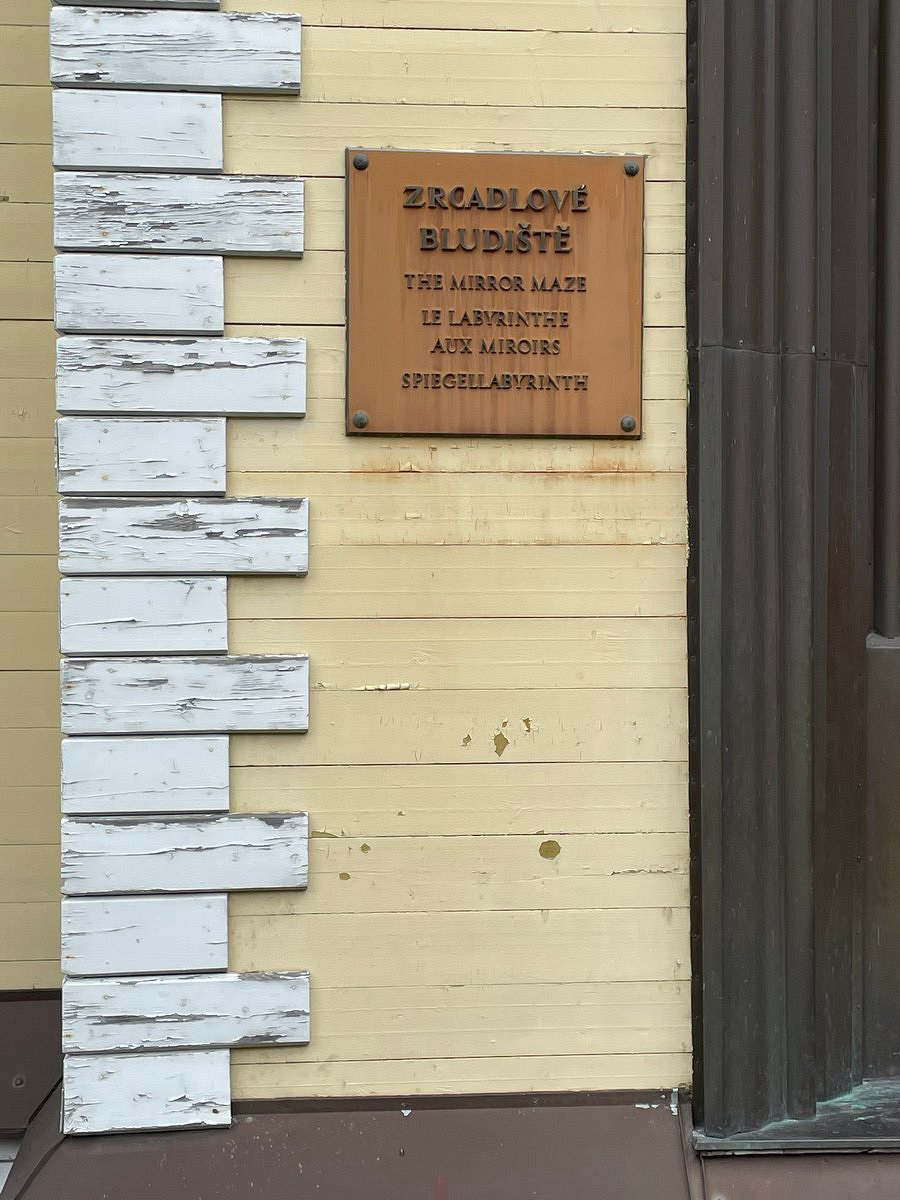 ZRCADLOVÉ
BLUDIŠTĚ
THE MIRROR MAZE
LE LABYRINTHE
AUX MIROIRS
SPIEGELLABYRINTH